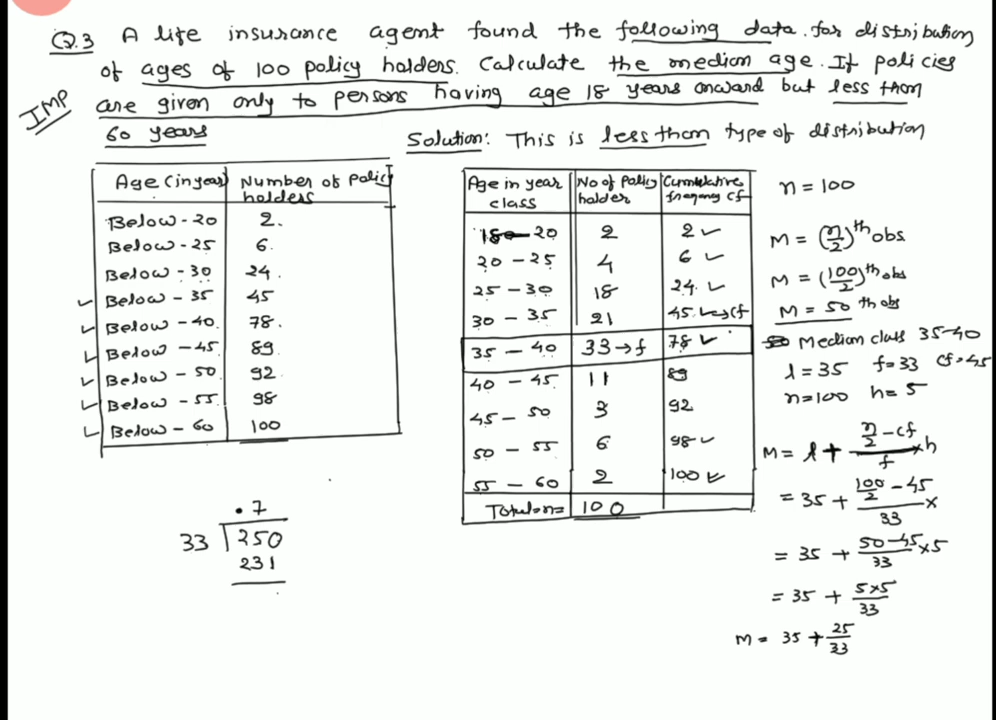 Q.3 A life insurance agent found the following data. for distribution
of ages of 100 policy holders. Calculate the median age. If policies
IMP are given only to persons having age 18 years onward but less than
60 years
Solution: This is less than type of distribution
Age (in year) Number of policy holders
Below - 20 2.
Below - 25 6.
Below - 30 24.
Below - 35 45
Below - 40. 78.
Below - 45 89
Below - 50 92
Below - 55. 98
Below - 60 100
Age in year class No of Policy holder Cumulative frequency cf
18 - 20 2 2 ✓
20 - 25 4 6 ✓
25 - 30 18 24. ✓
30 - 35 21 45. → cf
35 - 40 33 → f 78 ✓
40 - 45 11 89
45 - 50 3 92
50 - 55 6 98 ✓
55 - 60 2 100
Total = n = 100
n = 100
M = (n/2)th obs
M = (100/2)th obs
M = 50 th obs
Median class 35-40
l = 35 f = 33 cf = 45
n = 100 h = 5
M = l + n/2 - cf / f × h
= 35 + 100/2 - 45 / 33 ×
= 35 + 50 - 45 / 33 × 5
= 35 + 5×5 / 33
M = 35 + 25/33
.7
33 250
231